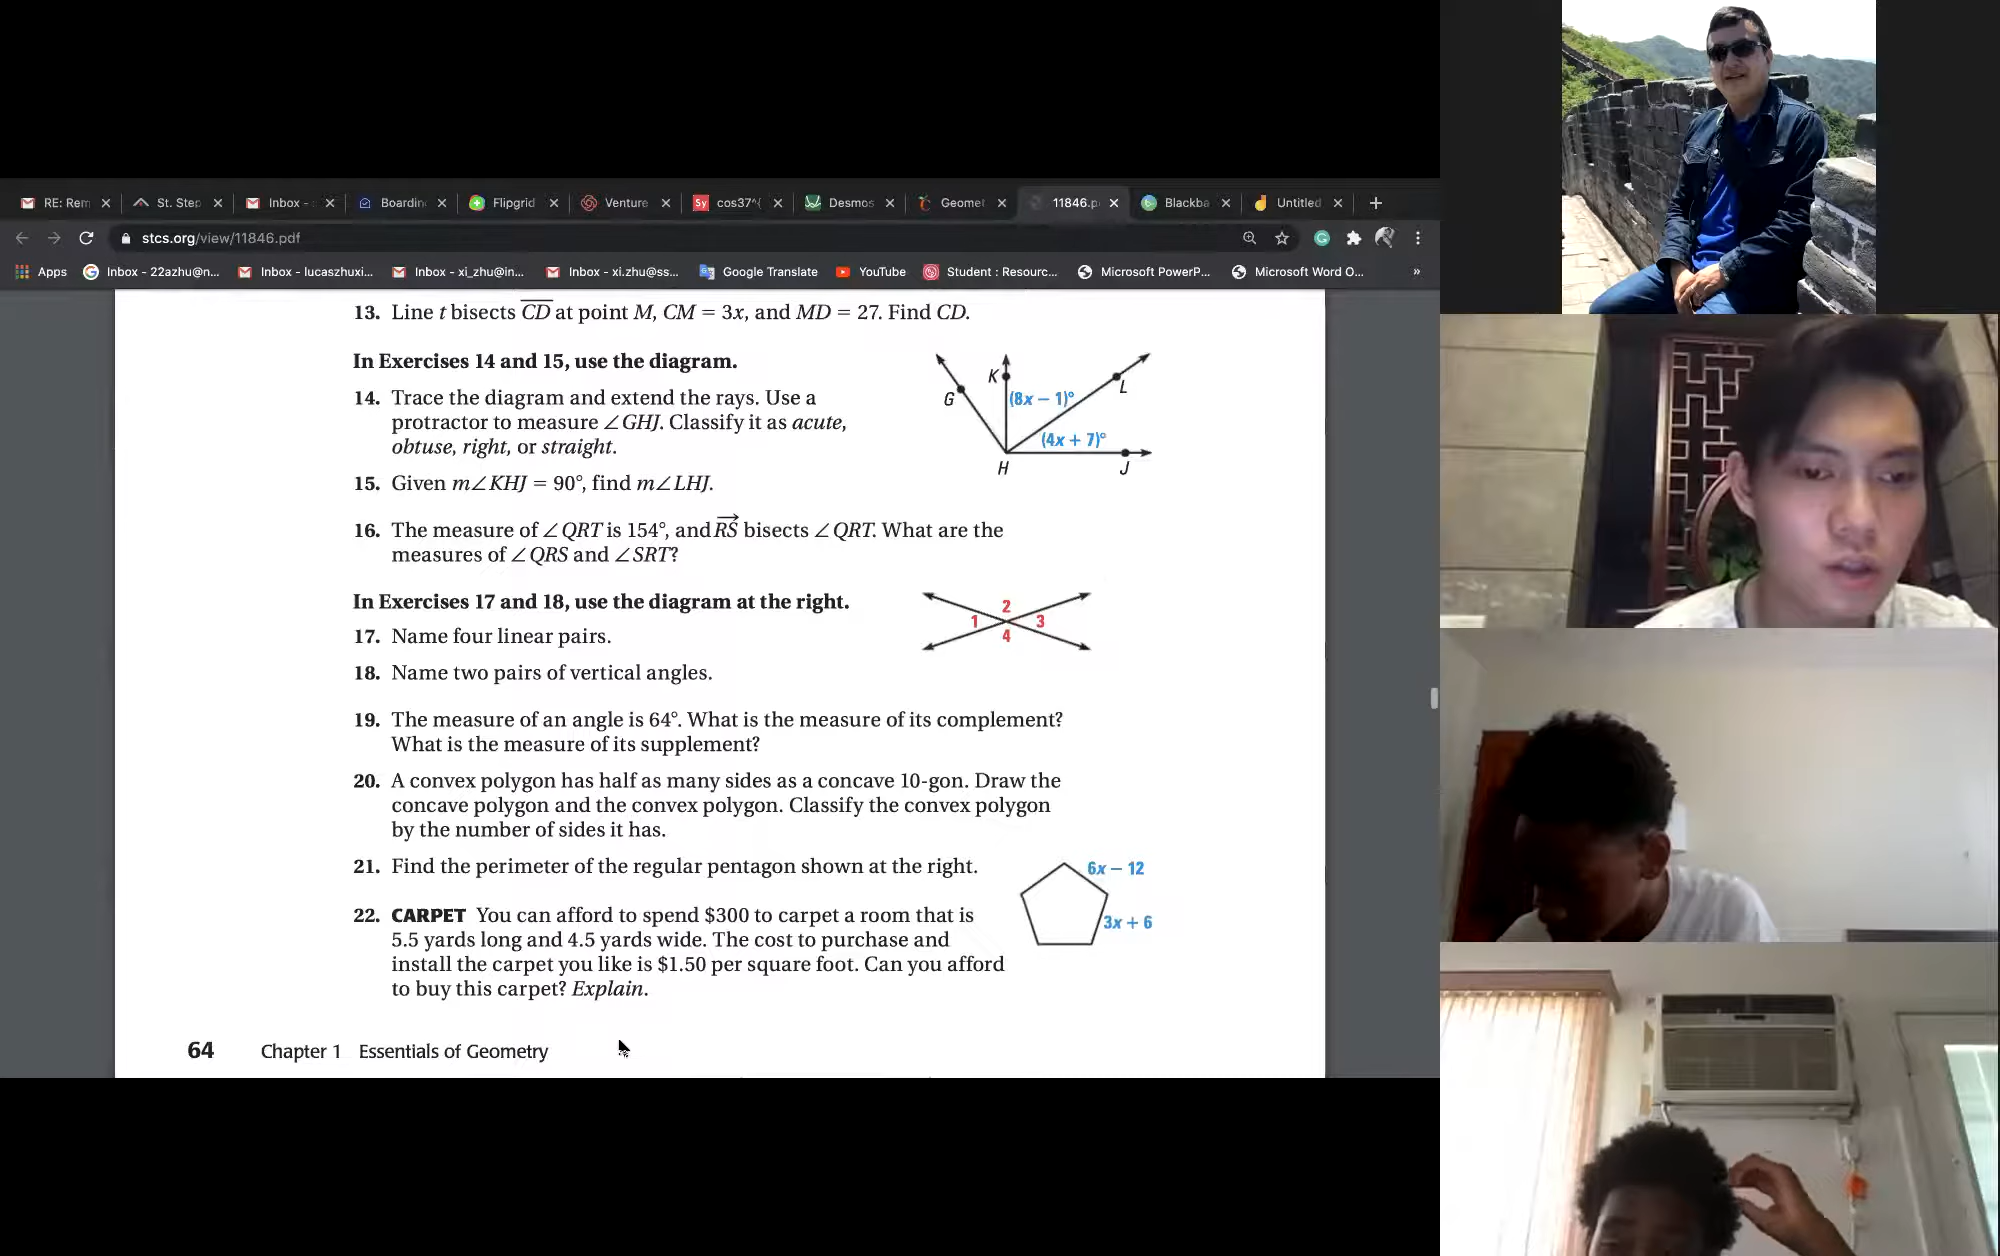 RE: Rem
St. Step
Inbox -
Boardin
Flipgrid
Venture
Sy
cos37^(
Desmos
Geomet
11846.p
Blackba
Untitled
stcs.org/view/11846.pdf
Apps
Inbox - 22azhu@n...
Inbox - lucaszhuxi...
Inbox - xi_zhu@in...
Inbox - xi.zhu@ss...
Google Translate
YouTube
Student : Resourc...
Microsoft PowerP...
Microsoft Word O...
13. Line t bisects CD at point M, CM = 3x, and MD = 27. Find CD.
In Exercises 14 and 15, use the diagram.
14. Trace the diagram and extend the rays. Use a
protractor to measure ∠GHJ. Classify it as acute,
obtuse, right, or straight.
G
K
L
(8x − 1)°
(4x + 7)°
H
J
15. Given m∠KHJ = 90°, find m∠LHJ.
16. The measure of ∠QRT is 154°, and RS bisects ∠QRT. What are the
measures of ∠QRS and ∠SRT?
In Exercises 17 and 18, use the diagram at the right.
17. Name four linear pairs.
2
1
3
4
18. Name two pairs of vertical angles.
19. The measure of an angle is 64°. What is the measure of its complement?
What is the measure of its supplement?
20. A convex polygon has half as many sides as a concave 10-gon. Draw the
concave polygon and the convex polygon. Classify the convex polygon
by the number of sides it has.
21. Find the perimeter of the regular pentagon shown at the right.
6x − 12
3x + 6
22. CARPET You can afford to spend $300 to carpet a room that is
5.5 yards long and 4.5 yards wide. The cost to purchase and
install the carpet you like is $1.50 per square foot. Can you afford
to buy this carpet? Explain.
64 Chapter 1 Essentials of Geometry